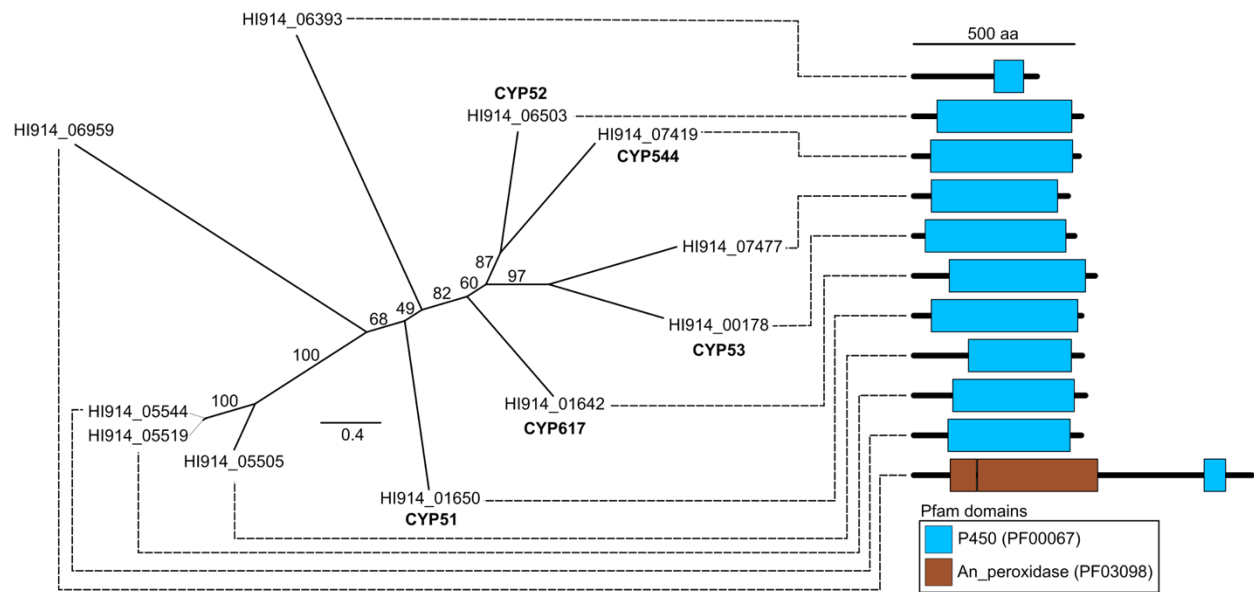 HI914_06393
500 aa
CYP52
HI914_06503
HI914_06959
HI914_07419
CYP544
HI914_07477
87
60
97
82
49
68
HI914_00178
CYP53
100
HI914_01642
CYP617
0.4
100
HI914_05544
HI914_05519
HI914_05505
HI914_01650
CYP51
Pfam domains
P450 (PF00067)
An_peroxidase (PF03098)